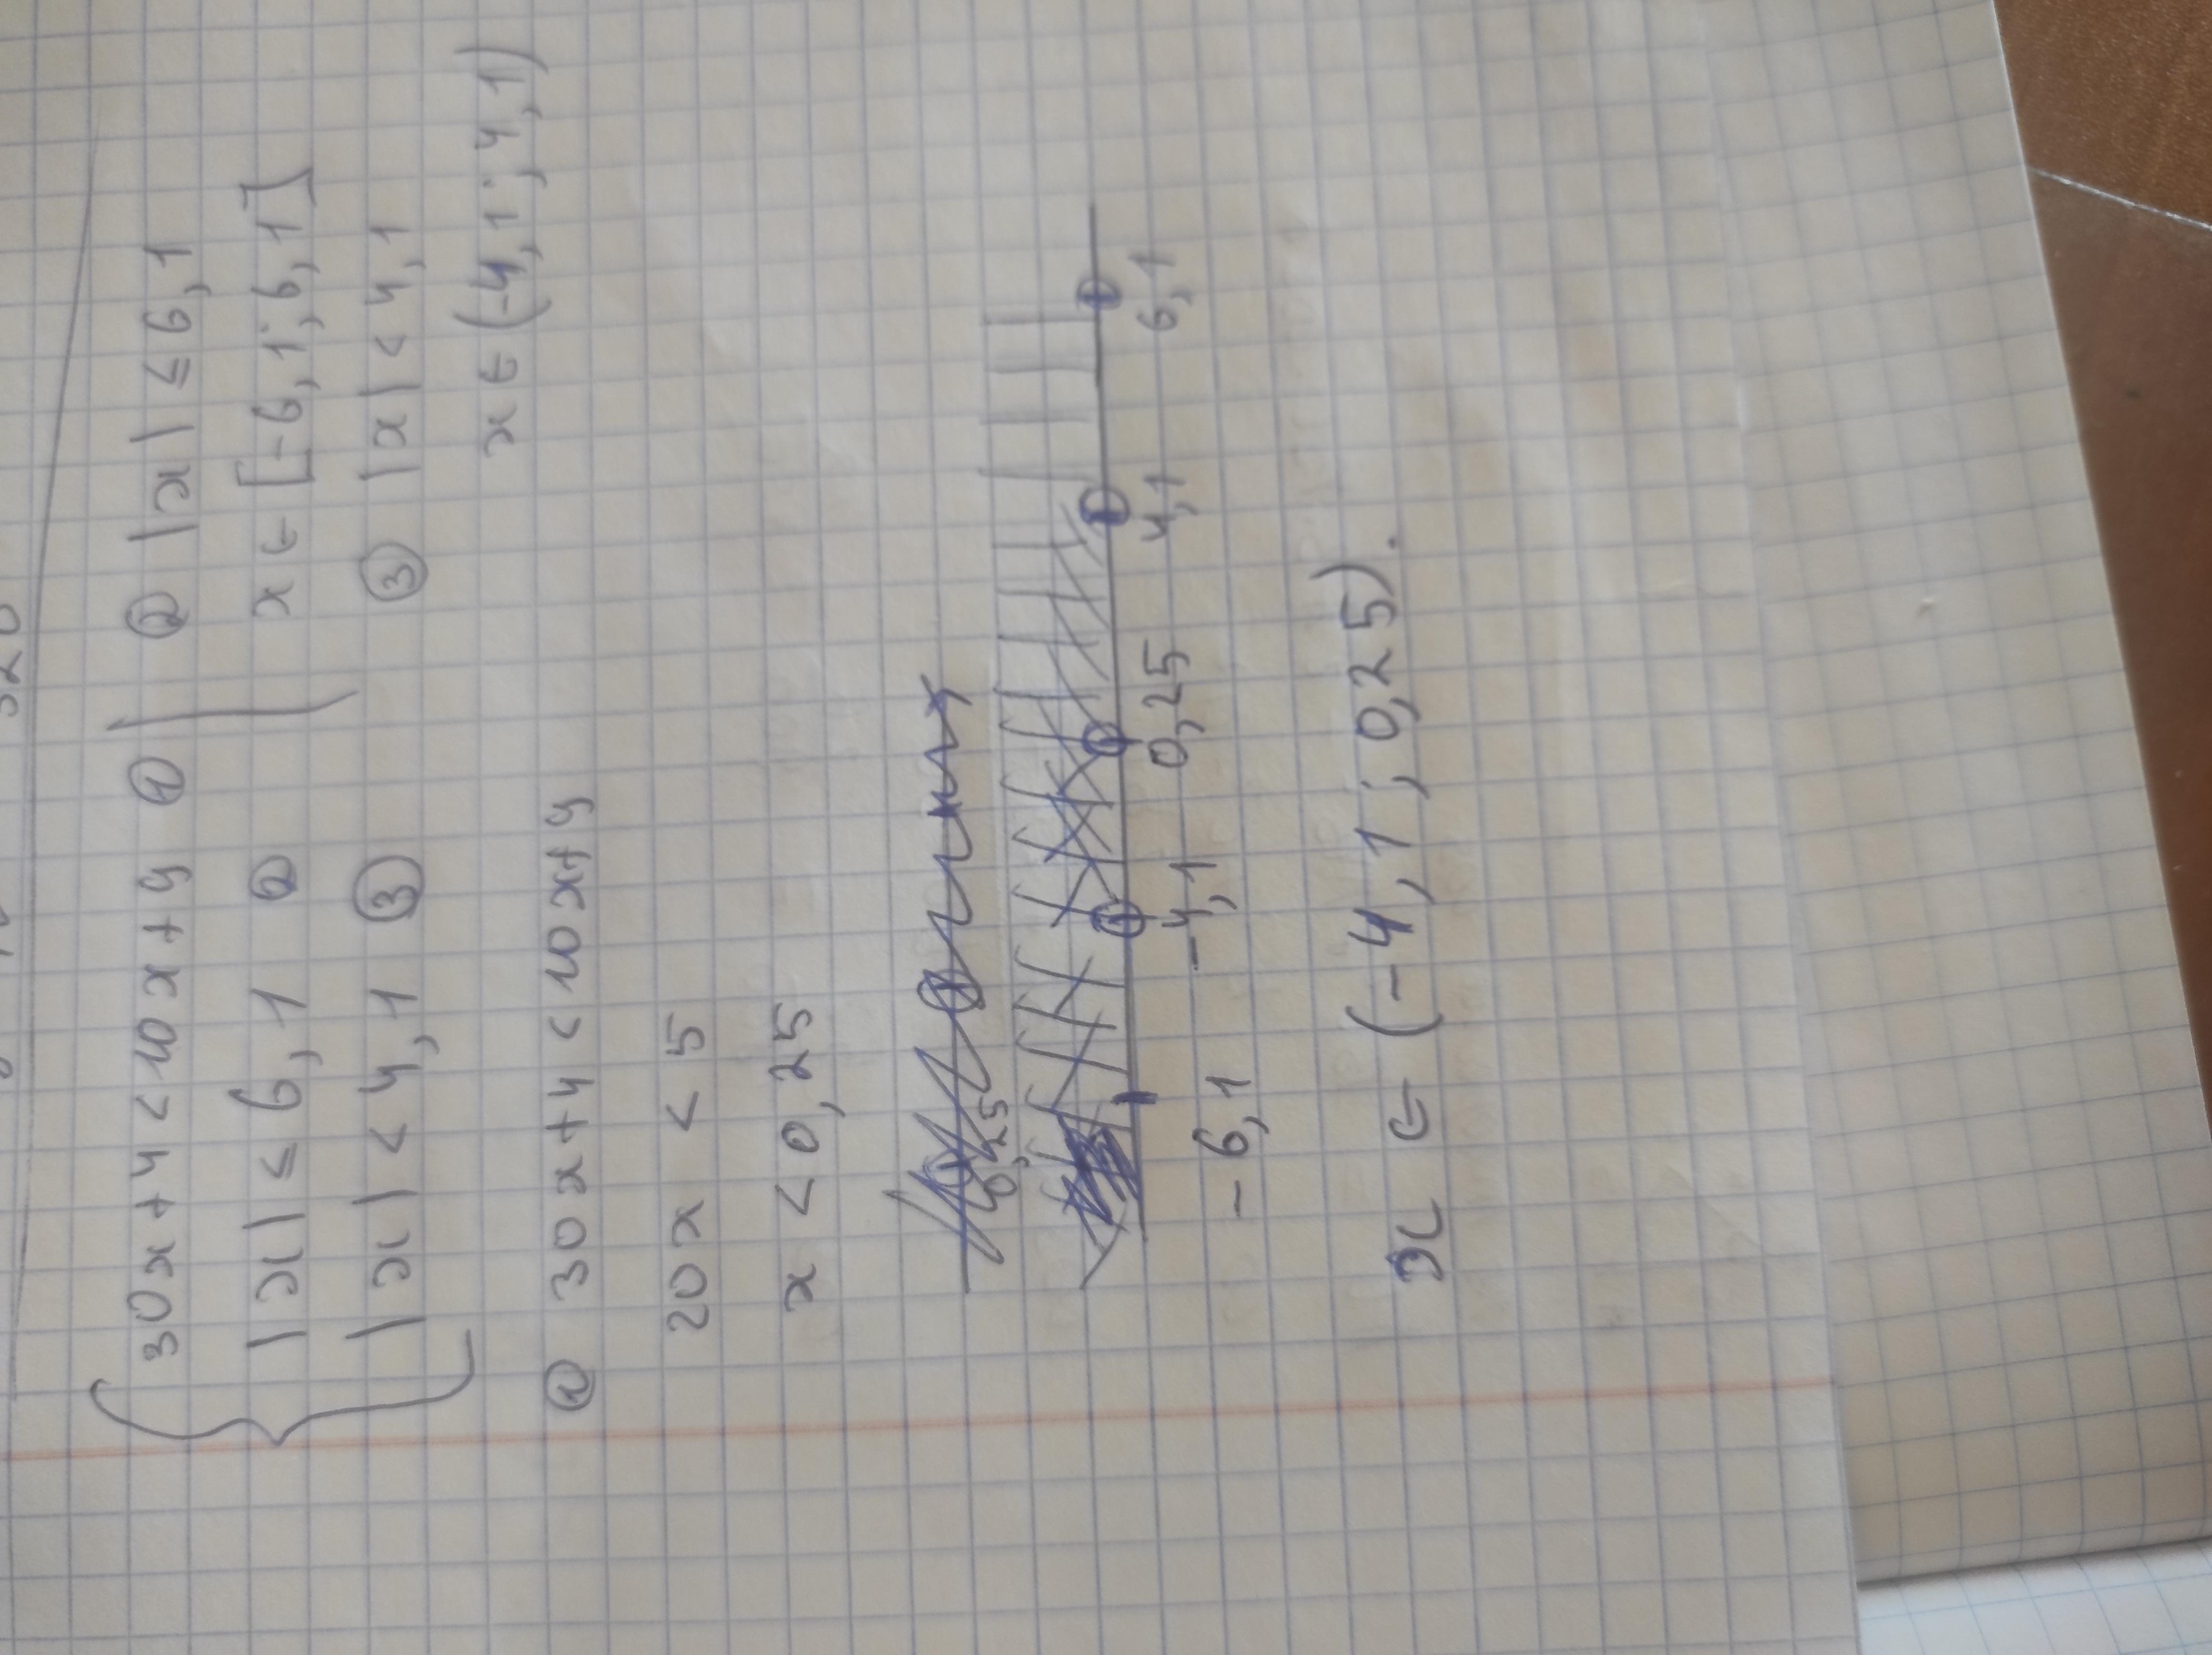 30x+4<10x+9 ①
|x| ≤ 6,1 ②
|x| < 4,1 ③
② |x| ≤ 6,1
x ∈ [-6,1; 6,1]
③ |x| < 4,1
x ∈ (-4,1; 4,1)
① 30x+4 < 10x+9
20x < 5
x < 0,25
0,25
-6,1 -4,1 0,25 4,1 6,1
x ∈ (-4,1; 0,25).